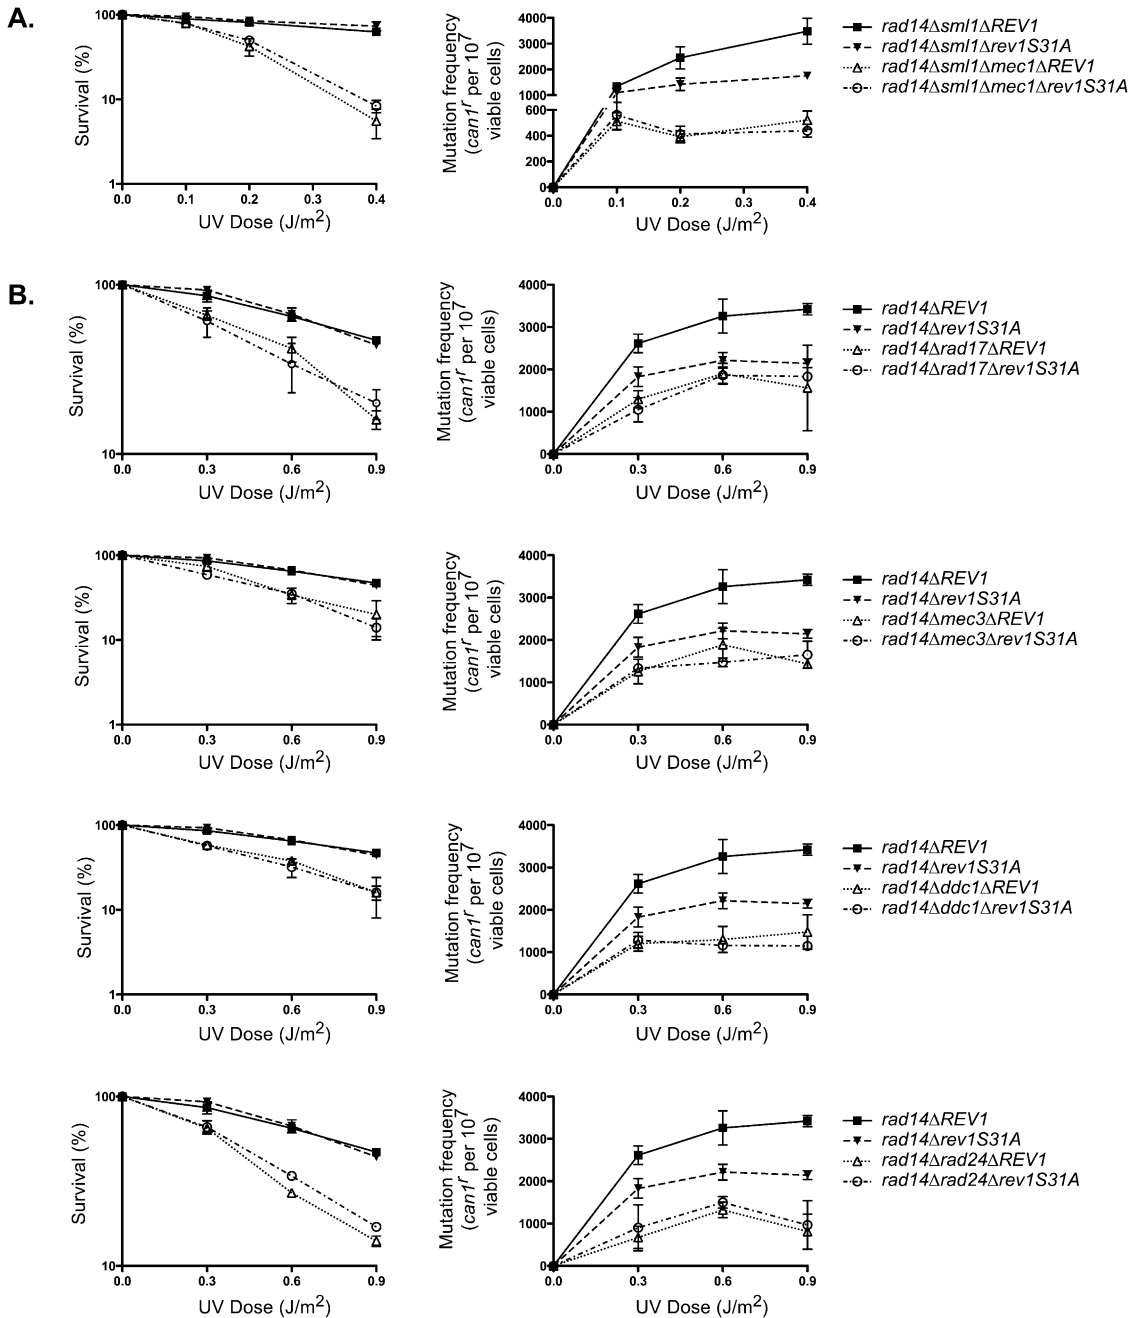 A.
Survival (%)
100
10
1
0.0 0.1 0.2 0.3 0.4
UV Dose (J/m2)
Mutation frequency
(can1r per 107
viable cells)
4000
3000
2000
1000
600
400
200
0
0.0 0.1 0.2 0.3 0.4
UV Dose (J/m2)
rad14Δsml1ΔREV1
rad14Δsml1Δrev1S31A
rad14Δsml1Δmec1ΔREV1
rad14Δsml1Δmec1Δrev1S31A
B.
Survival (%)
100
10
0.0 0.3 0.6 0.9
UV Dose (J/m2)
Mutation frequency
(can1r per 107
viable cells)
4000
3000
2000
1000
0
0.0 0.3 0.6 0.9
UV Dose (J/m2)
rad14ΔREV1
rad14Δrev1S31A
rad14Δrad17ΔREV1
rad14Δrad17Δrev1S31A
Survival (%)
100
10
1
0.0 0.3 0.6 0.9
UV Dose (J/m2)
Mutation frequency
(can1r per 107
viable cells)
4000
3000
2000
1000
0
0.0 0.3 0.6 0.9
UV Dose (J/m2)
rad14ΔREV1
rad14Δrev1S31A
rad14Δmec3ΔREV1
rad14Δmec3Δrev1S31A
Survival (%)
100
10
1
0.0 0.3 0.6 0.9
UV Dose (J/m2)
Mutation frequency
(can1r per 107
viable cells)
4000
3000
2000
1000
0
0.0 0.3 0.6 0.9
UV Dose (J/m2)
rad14ΔREV1
rad14Δrev1S31A
rad14Δddc1ΔREV1
rad14Δddc1Δrev1S31A
Survival (%)
100
10
0.0 0.3 0.6 0.9
UV Dose (J/m2)
Mutation frequency
(can1r per 107
viable cells)
4000
3000
2000
1000
0
0.0 0.3 0.6 0.9
UV Dose (J/m2)
rad14ΔREV1
rad14Δrev1S31A
rad14Δrad24ΔREV1
rad14Δrad24Δrev1S31A